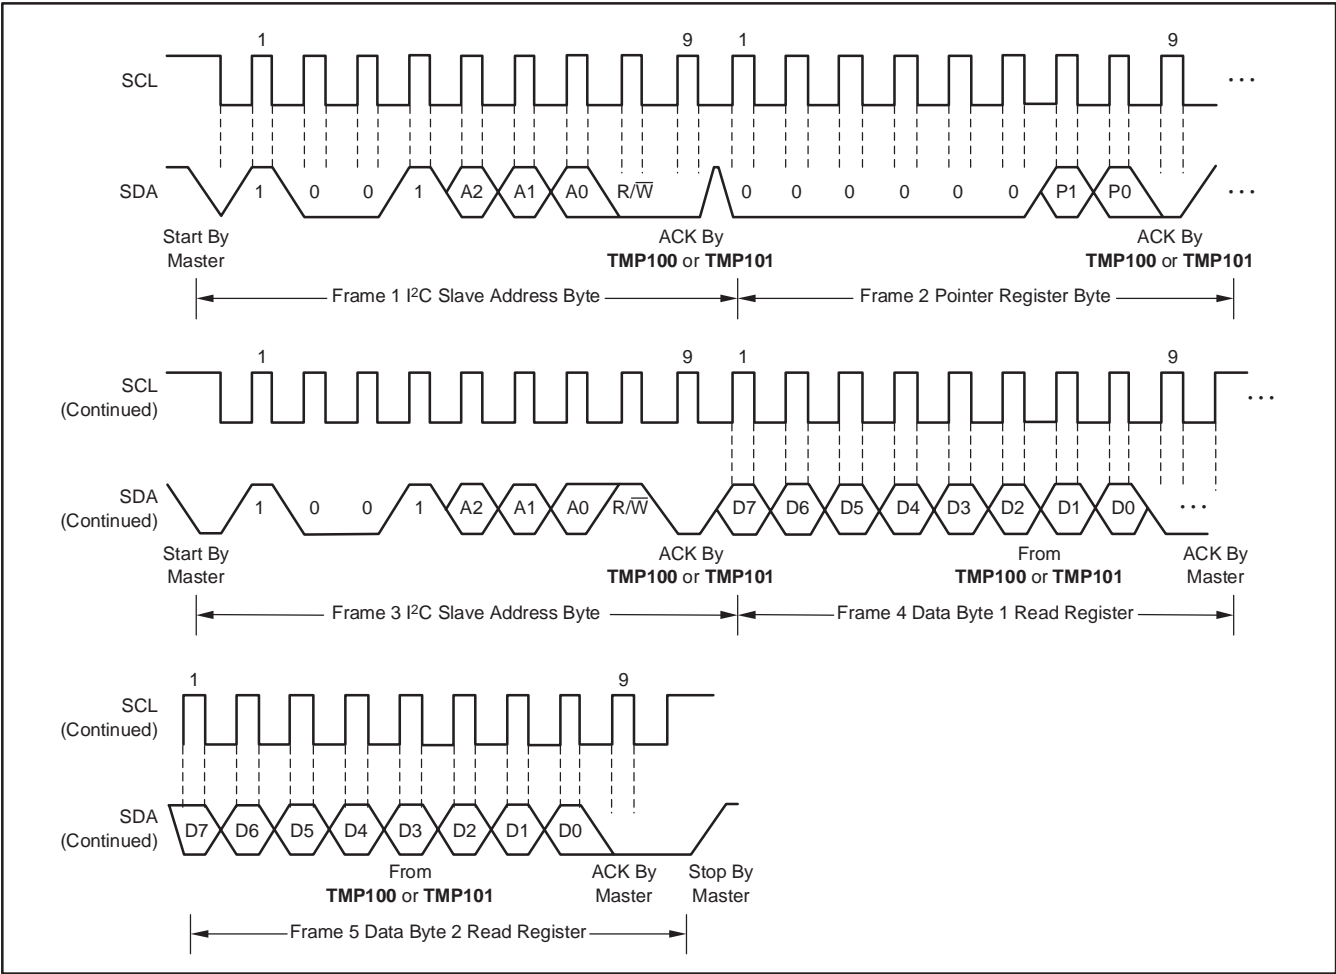 1 9 1 9
SCL ...
SDA 1 0 0 1 A2 A1 A0 R/W̅ 0 0 0 0 0 0 P1 P0 ...
Start By ACK By ACK By
Master TMP100 or TMP101 TMP100 or TMP101
Frame 1 I²C Slave Address Byte Frame 2 Pointer Register Byte
1 9 1 9
SCL
(Continued) ...
SDA
(Continued) 1 0 0 1 A2 A1 A0 R/W̅ D7 D6 D5 D4 D3 D2 D1 D0 ...
Start By ACK By From ACK By
Master TMP100 or TMP101 TMP100 or TMP101 Master
Frame 3 I²C Slave Address Byte Frame 4 Data Byte 1 Read Register
1 9
SCL
(Continued)
SDA
(Continued) D7 D6 D5 D4 D3 D2 D1 D0
From ACK By Stop By
TMP100 or TMP101 Master Master
Frame 5 Data Byte 2 Read Register